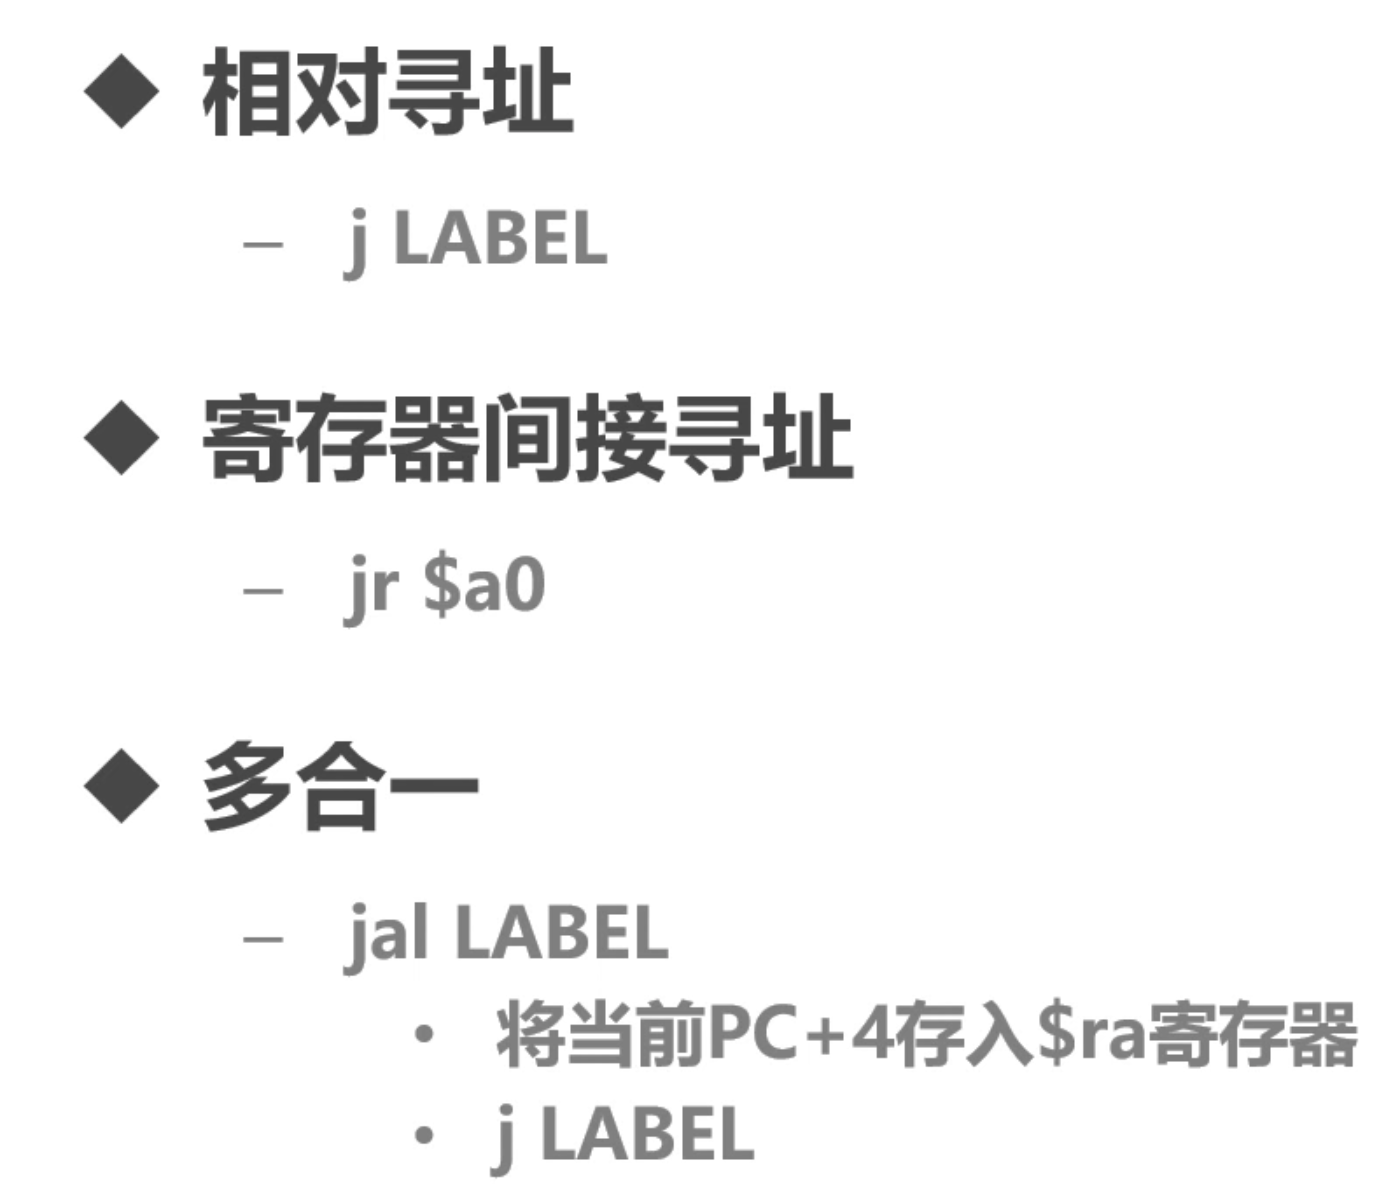 ◆ 相对寻址
– j LABEL
◆ 寄存器间接寻址
– jr $a0
◆ 多合一
– jal LABEL
• 将当前PC+4存入$ra寄存器
• j LABEL